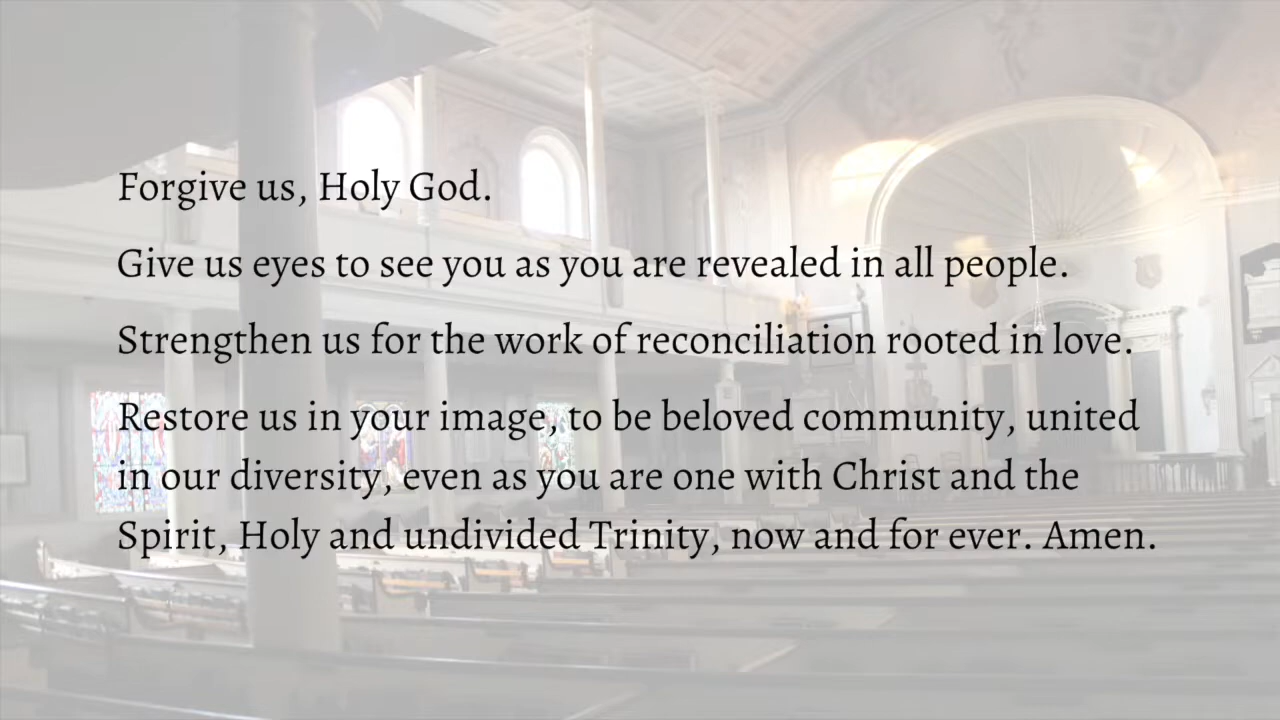 Forgive us, Holy God.
Give us eyes to see you as you are revealed in all people.
Strengthen us for the work of reconciliation rooted in love.
Restore us in your image, to be beloved community, united
in our diversity, even as you are one with Christ and the
Spirit, Holy and undivided Trinity, now and for ever. Amen.